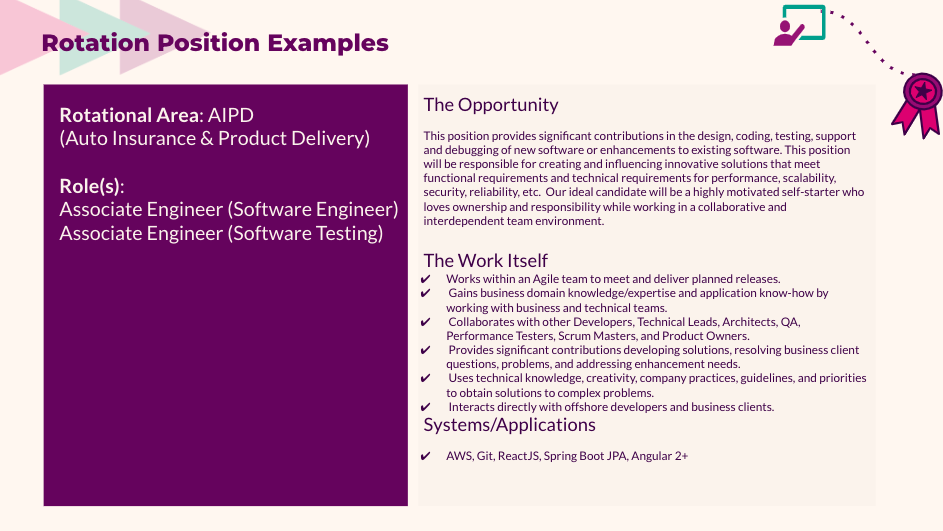 Rotation Position Examples
Rotational Area: AIPD
(Auto Insurance & Product Delivery)
Role(s):
Associate Engineer (Software Engineer)
Associate Engineer (Software Testing)
The Opportunity
This position provides significant contributions in the design, coding, testing, support
and debugging of new software or enhancements to existing software. This position
will be responsible for creating and influencing innovative solutions that meet
functional requirements and technical requirements for performance, scalability,
security, reliability, etc. Our ideal candidate will be a highly motivated self-starter who
loves ownership and responsibility while working in a collaborative and
interdependent team environment.
The Work Itself
✔ Works within an Agile team to meet and deliver planned releases.
✔ Gains business domain knowledge/expertise and application know-how by
working with business and technical teams.
✔ Collaborates with other Developers, Technical Leads, Architects, QA,
Performance Testers, Scrum Masters, and Product Owners.
✔ Provides significant contributions developing solutions, resolving business client
questions, problems, and addressing enhancement needs.
✔ Uses technical knowledge, creativity, company practices, guidelines, and priorities
to obtain solutions to complex problems.
✔ Interacts directly with offshore developers and business clients.
Systems/Applications
✔ AWS, Git, ReactJS, Spring Boot JPA, Angular 2+